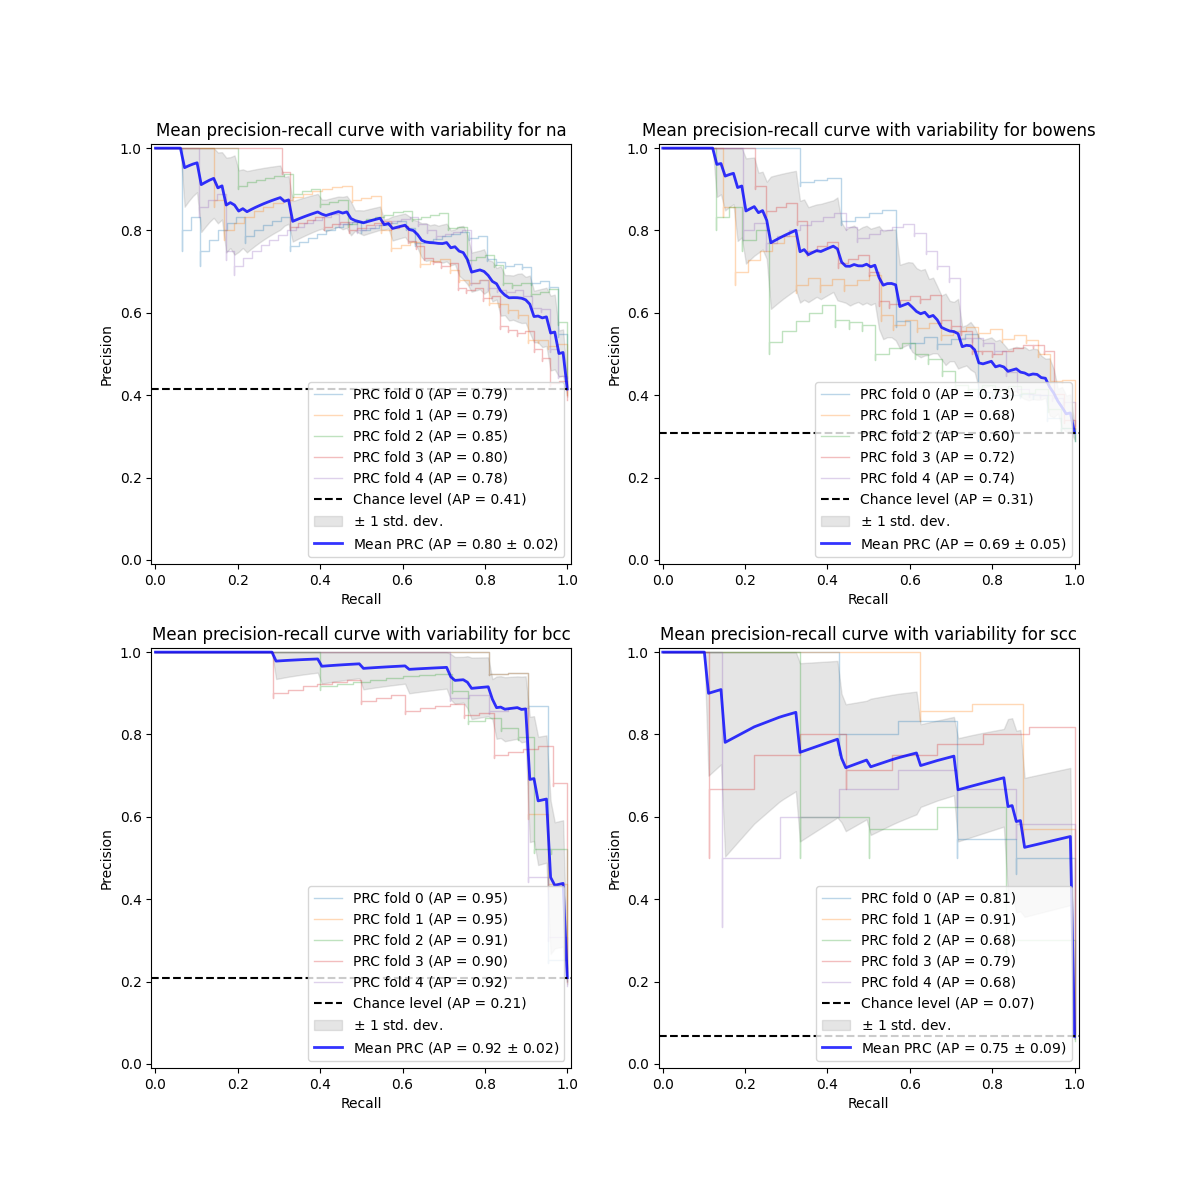 Mean precision-recall curve with variability for na
1.0
0.8
0.6
0.4
0.2
0.0
Precision
PRC fold 0 (AP = 0.79)
PRC fold 1 (AP = 0.79)
PRC fold 2 (AP = 0.85)
PRC fold 3 (AP = 0.80)
PRC fold 4 (AP = 0.78)
Chance level (AP = 0.41)
± 1 std. dev.
Mean PRC (AP = 0.80 ± 0.02)
0.0 0.2 0.4 0.6 0.8 1.0
Recall
Mean precision-recall curve with variability for bowens
1.0
0.8
0.6
0.4
0.2
0.0
Precision
PRC fold 0 (AP = 0.73)
PRC fold 1 (AP = 0.68)
PRC fold 2 (AP = 0.60)
PRC fold 3 (AP = 0.72)
PRC fold 4 (AP = 0.74)
Chance level (AP = 0.31)
± 1 std. dev.
Mean PRC (AP = 0.69 ± 0.05)
0.0 0.2 0.4 0.6 0.8 1.0
Recall
Mean precision-recall curve with variability for bcc
1.0
0.8
0.6
0.4
0.2
0.0
Precision
PRC fold 0 (AP = 0.95)
PRC fold 1 (AP = 0.95)
PRC fold 2 (AP = 0.91)
PRC fold 3 (AP = 0.90)
PRC fold 4 (AP = 0.92)
Chance level (AP = 0.21)
± 1 std. dev.
Mean PRC (AP = 0.92 ± 0.02)
0.0 0.2 0.4 0.6 0.8 1.0
Recall
Mean precision-recall curve with variability for scc
1.0
0.8
0.6
0.4
0.2
0.0
Precision
PRC fold 0 (AP = 0.81)
PRC fold 1 (AP = 0.91)
PRC fold 2 (AP = 0.68)
PRC fold 3 (AP = 0.79)
PRC fold 4 (AP = 0.68)
Chance level (AP = 0.07)
± 1 std. dev.
Mean PRC (AP = 0.75 ± 0.09)
0.0 0.2 0.4 0.6 0.8 1.0
Recall